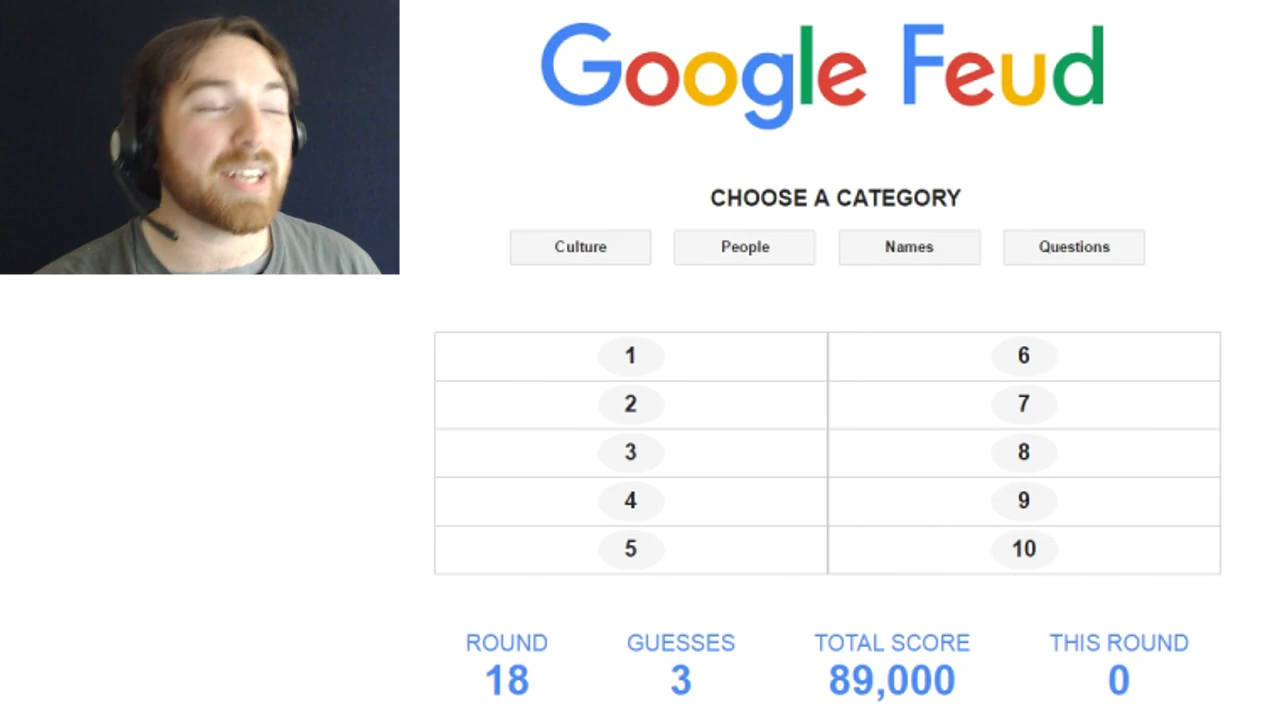 Google Feud
CHOOSE A CATEGORY
Culture People Names Questions
1 6
2 7
3 8
4 9
5 10
ROUND GUESSES TOTAL SCORE THIS ROUND
18 3 89,000 0